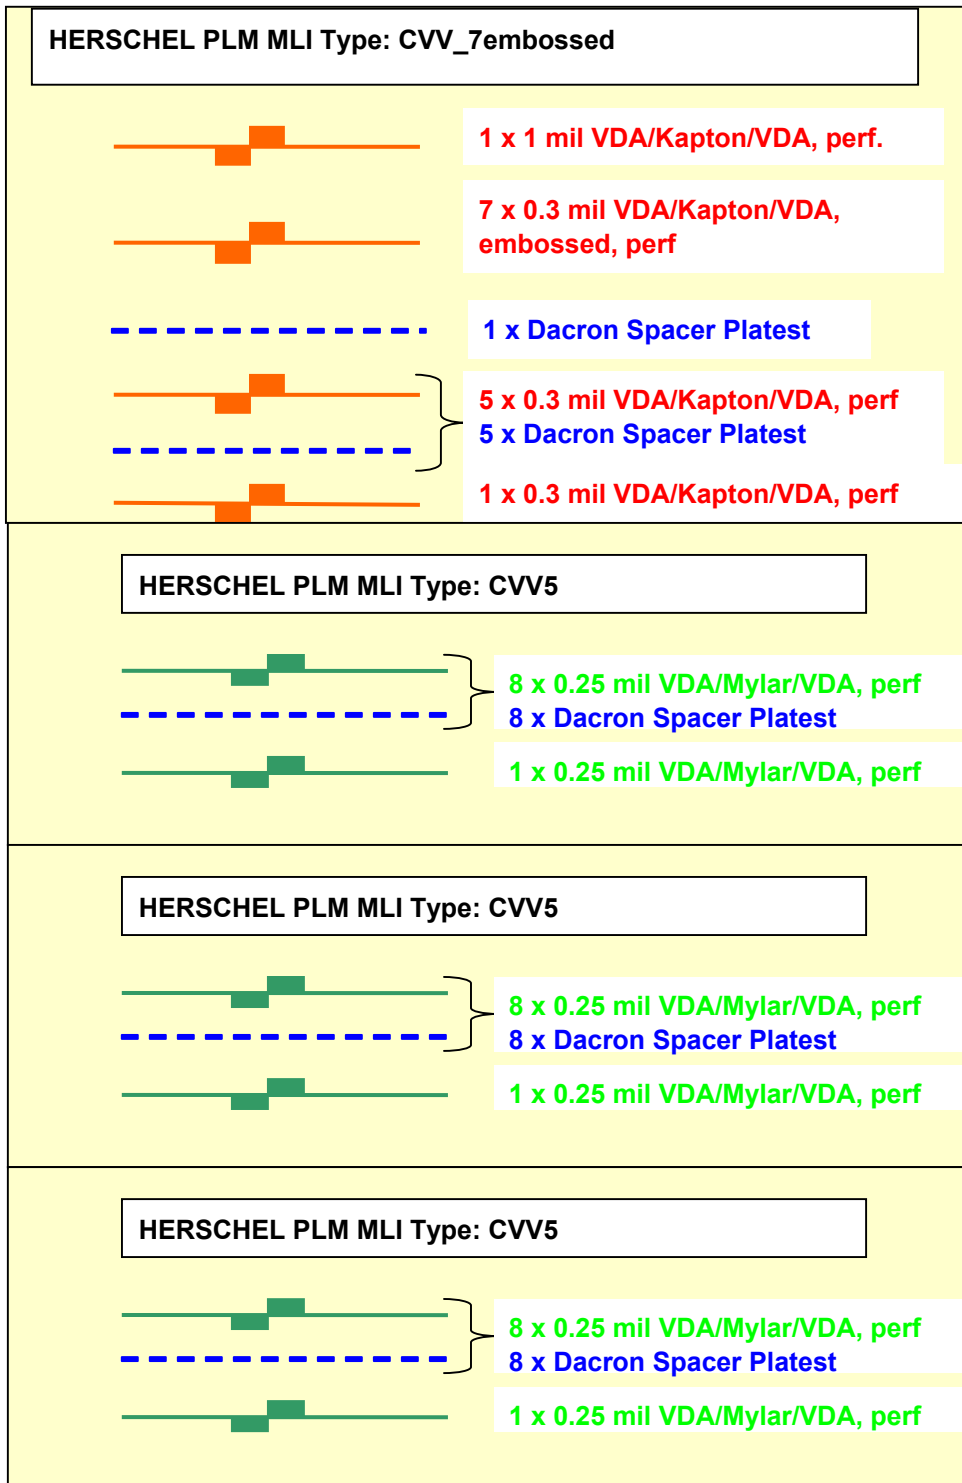 HERSCHEL PLM MLI Type: CVV_7embossed
1 x 1 mil VDA/Kapton/VDA, perf.
7 x 0.3 mil VDA/Kapton/VDA,
embossed, perf
1 x Dacron Spacer Platest
5 x 0.3 mil VDA/Kapton/VDA, perf
5 x Dacron Spacer Platest
1 x 0.3 mil VDA/Kapton/VDA, perf
HERSCHEL PLM MLI Type: CVV5
8 x 0.25 mil VDA/Mylar/VDA, perf
8 x Dacron Spacer Platest
1 x 0.25 mil VDA/Mylar/VDA, perf
HERSCHEL PLM MLI Type: CVV5
8 x 0.25 mil VDA/Mylar/VDA, perf
8 x Dacron Spacer Platest
1 x 0.25 mil VDA/Mylar/VDA, perf
HERSCHEL PLM MLI Type: CVV5
8 x 0.25 mil VDA/Mylar/VDA, perf
8 x Dacron Spacer Platest
1 x 0.25 mil VDA/Mylar/VDA, perf